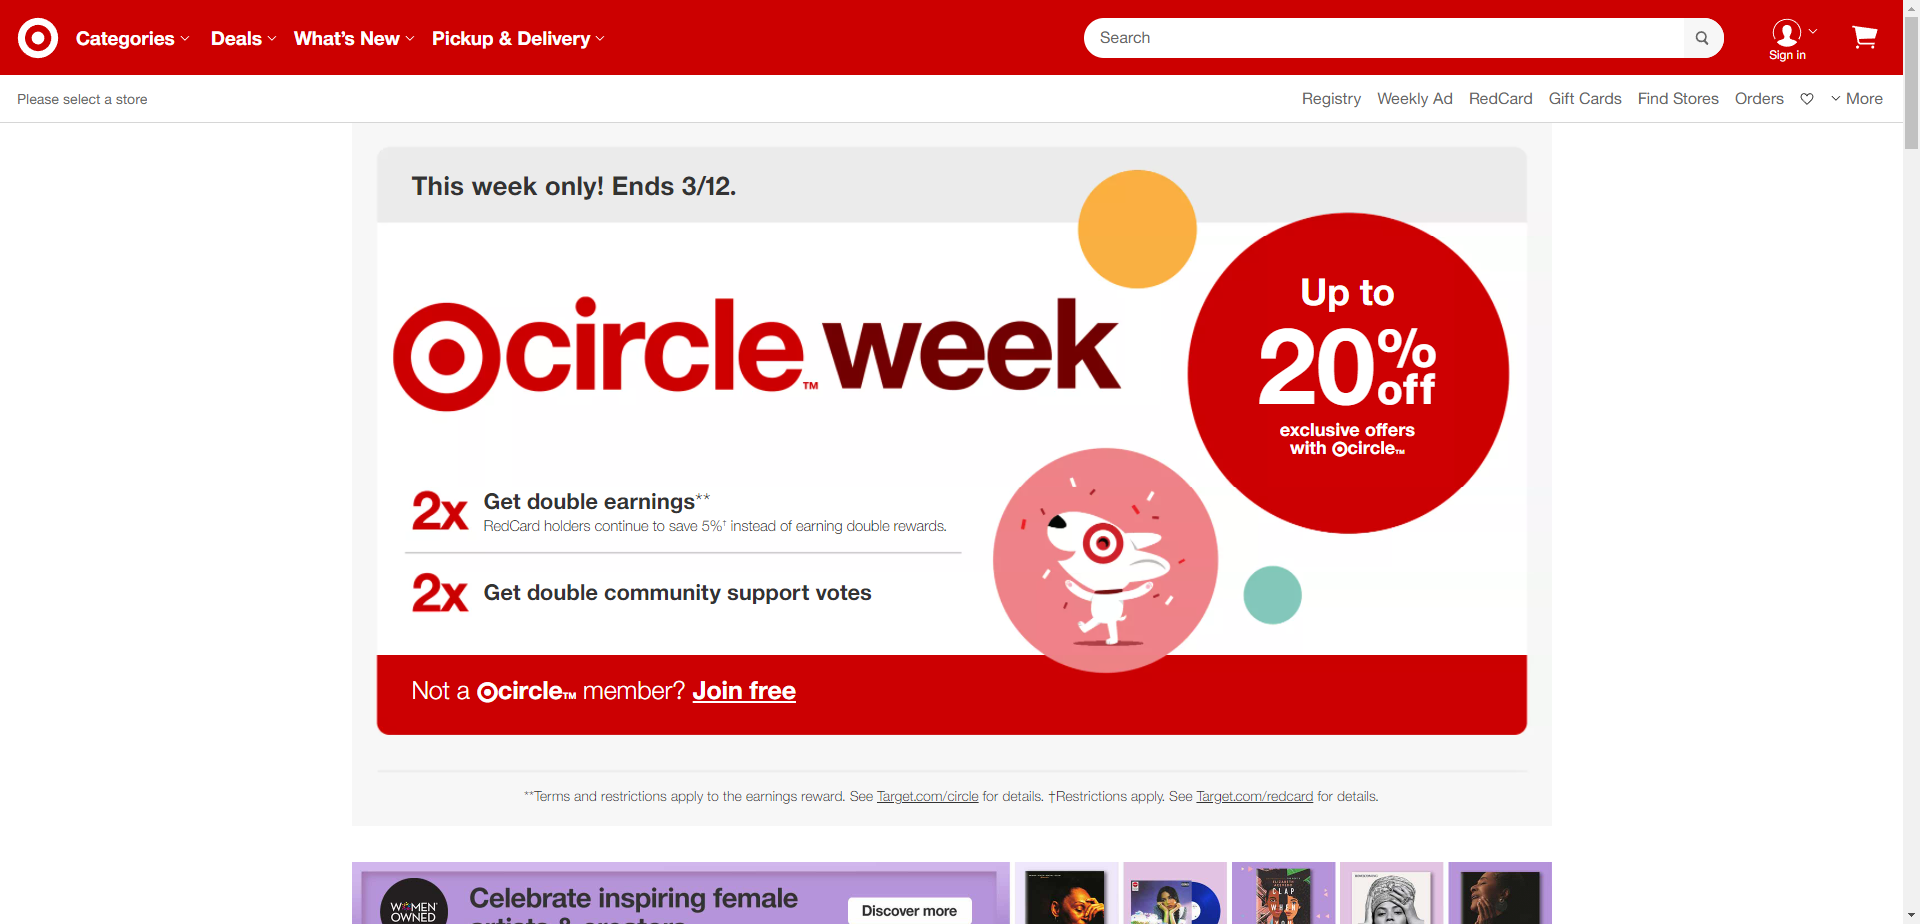 Categories Deals What's New Pickup & Delivery Search Sign in
Please select a store Registry Weekly Ad RedCard Gift Cards Find Stores Orders More
This week only! Ends 3/12.
circle™ week
Up to
20% off
exclusive offers
with circle™
2x Get double earnings**
RedCard holders continue to save 5%† instead of earning double rewards.
2x Get double community support votes
Not a circle™ member? Join free
**Terms and restrictions apply to the earnings reward. See Target.com/circle for details. †Restrictions apply. See Target.com/redcard for details.
WOMEN
OWNED
Celebrate inspiring female
artists & creators
Discover more
CLAP
WHEN